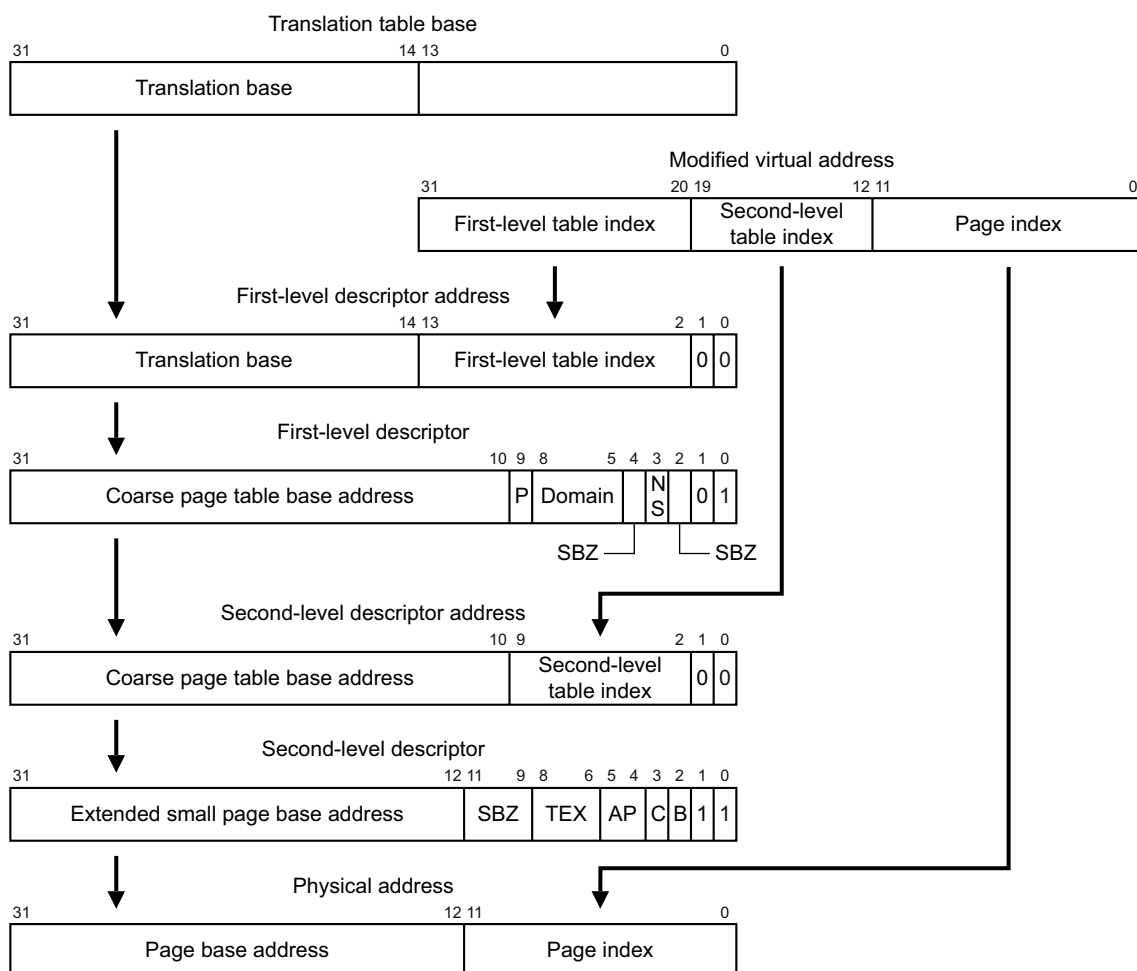 Translation table base
31 14 13 0
Translation base
Modified virtual address
31 20 19 12 11 0
First-level table index Second-level table index Page index
First-level descriptor address
31 14 13 2 1 0
Translation base First-level table index 0 0
First-level descriptor
31 10 9 8 5 4 3 2 1 0
Coarse page table base address P Domain NS 0 1
SBZ SBZ
Second-level descriptor address
31 10 9 2 1 0
Coarse page table base address Second-level table index 0 0
Second-level descriptor
31 12 11 9 8 6 5 4 3 2 1 0
Extended small page base address SBZ TEX AP C B 1 1
Physical address
31 12 11 0
Page base address Page index